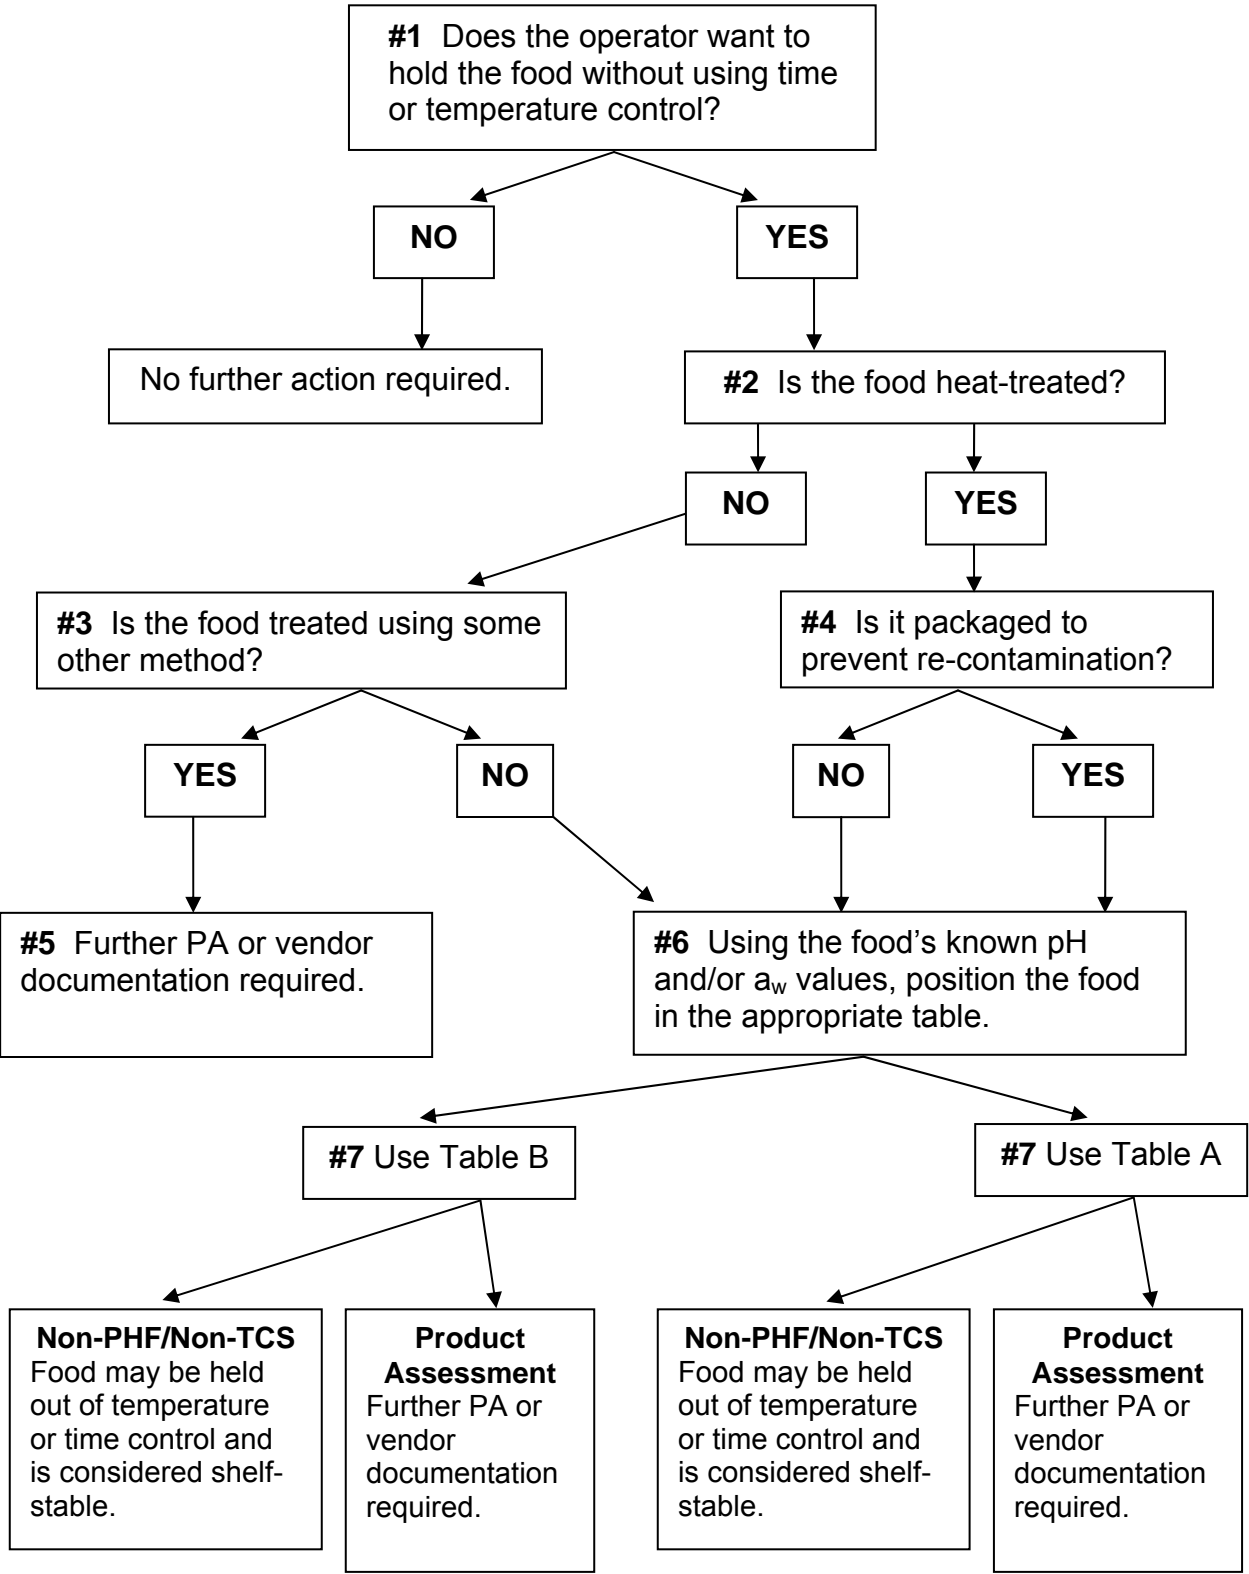 #1 Does the operator want to
hold the food without using time
or temperature control?
NO
YES
No further action required.
#2 Is the food heat-treated?
NO
YES
#3 Is the food treated using some
other method?
#4 Is it packaged to
prevent re-contamination?
YES
NO
NO
YES
#5 Further PA or vendor
documentation required.
#6 Using the food's known pH
and/or aw values, position the food
in the appropriate table.
#7 Use Table B
#7 Use Table A
Non-PHF/Non-TCS
Food may be held
out of temperature
or time control and
is considered shelf-
stable.
Product
Assessment
Further PA or
vendor
documentation
required.
Non-PHF/Non-TCS
Food may be held
out of temperature
or time control and
is considered shelf-
stable.
Product
Assessment
Further PA or
vendor
documentation
required.